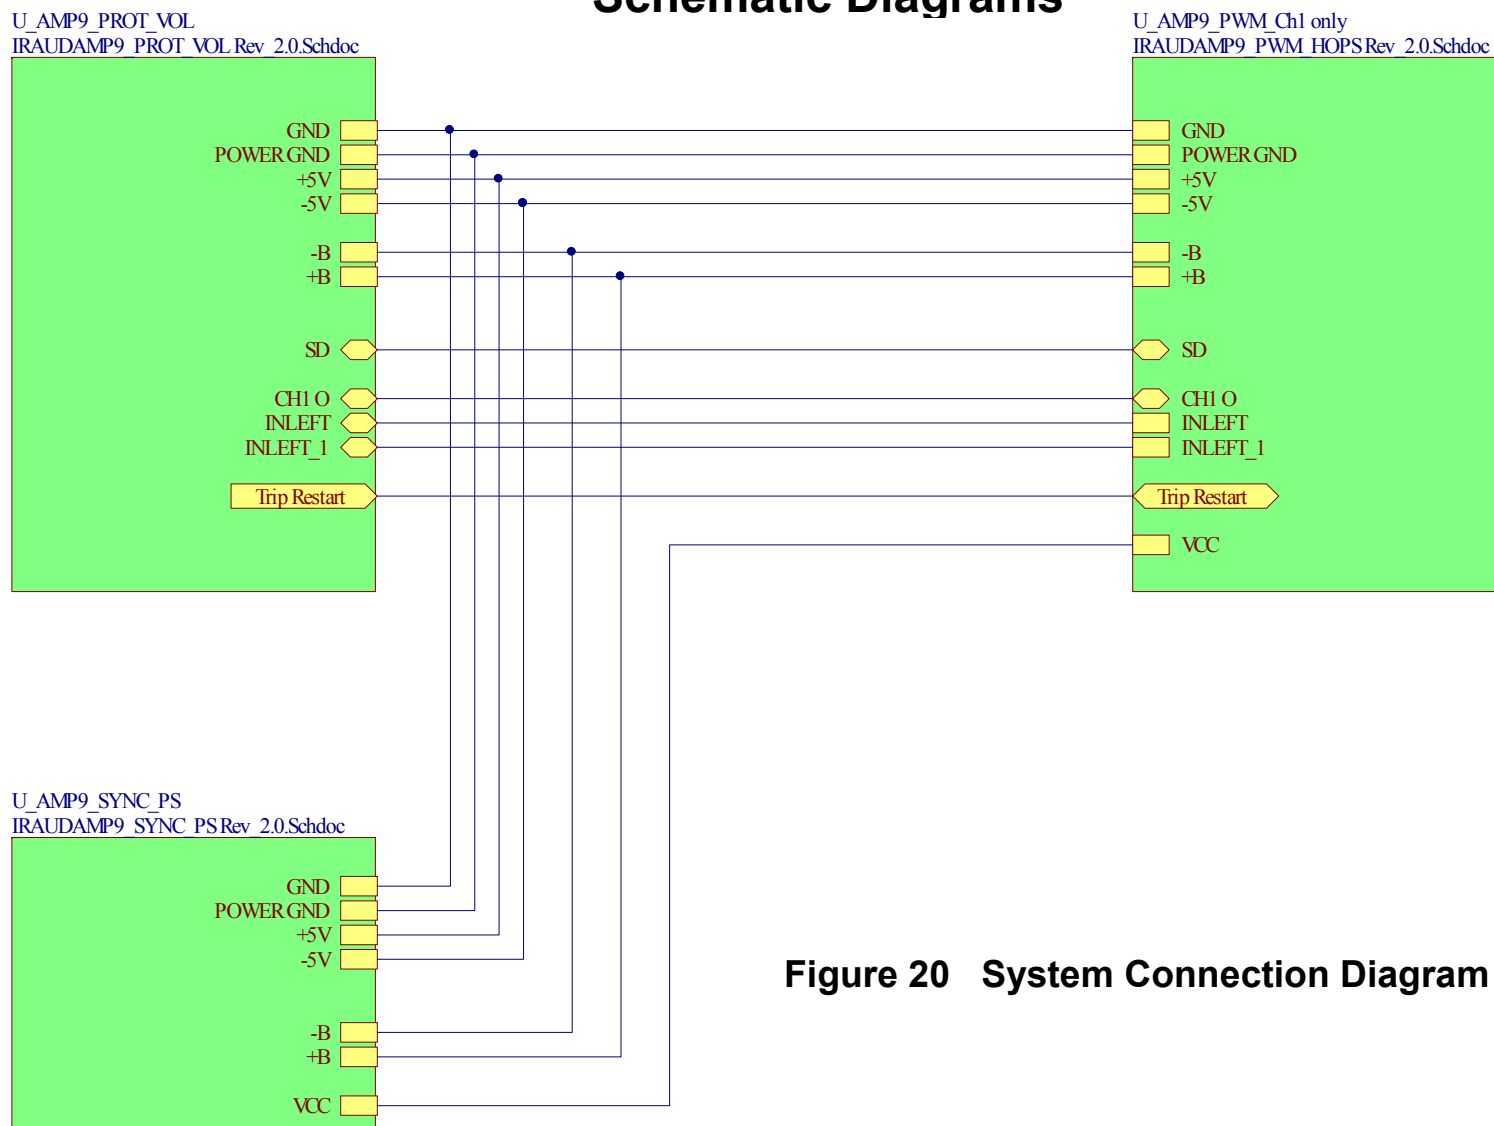 Schematic Diagrams
U_AMP9_PROT_VOL
IRAUDAMP9_PROT_VOL Rev_2.0.Schdoc
GND
POWER GND
+5V
-5V
-B
+B
SD
CH1 O
INLEFT
INLEFT_1
Trip Restart
U_AMP9_PWM_Ch1 only
IRAUDAMP9_PWM_HOPS Rev_2.0.Schdoc
GND
POWER GND
+5V
-5V
-B
+B
SD
CH1 O
INLEFT
INLEFT_1
Trip Restart
VCC
U_AMP9_SYNC_PS
IRAUDAMP9_SYNC_PS Rev_2.0.Schdoc
GND
POWER GND
+5V
-5V
-B
+B
VCC
Figure 20 System Connection Diagram